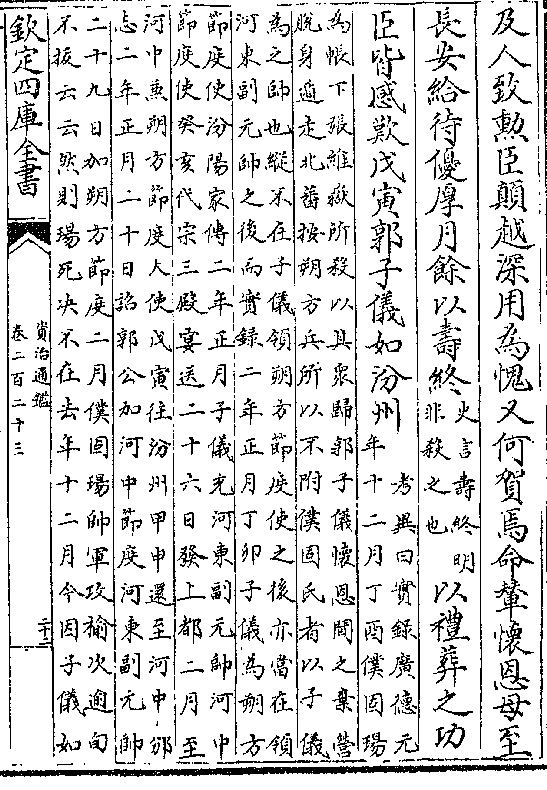 及人致勲臣顛越深用為愧又何賀焉命輦懐恩母至
長安給待優厚月餘以壽終史言壽終明非殺之也以禮葬之功
臣皆感歎戊寅郭子儀如汾州考異曰實録廣德元年十二月丁酉僕固瑒
為帳下張維嶽所殺以其衆歸郭子儀懐恩聞之棄營
脱身遁走北蕃按朔方兵所以不附僕固氏者以子儀
為之帥也縱不在子儀領朔方節度使之後亦當在領
河東副元帥之後而實録二年正月丁卯子儀為朔方
節度使汾陽家傳二年正月子儀充河東副元帥河中
節度使癸亥代宗三殿宴送二十六日發上都二月至
河中兼朔方節度大使戊寅往汾州甲申還至河中邠
志二年正月二十日詔郭公加河中節度河東副元帥
二十九日加朔方節度二月僕固瑒帥軍攻榆次逾旬
不拔云云然則瑒死决不在去年十二月今因子儀如
欽定四庫全書
資治通鑑
卷二百二十三
二十三